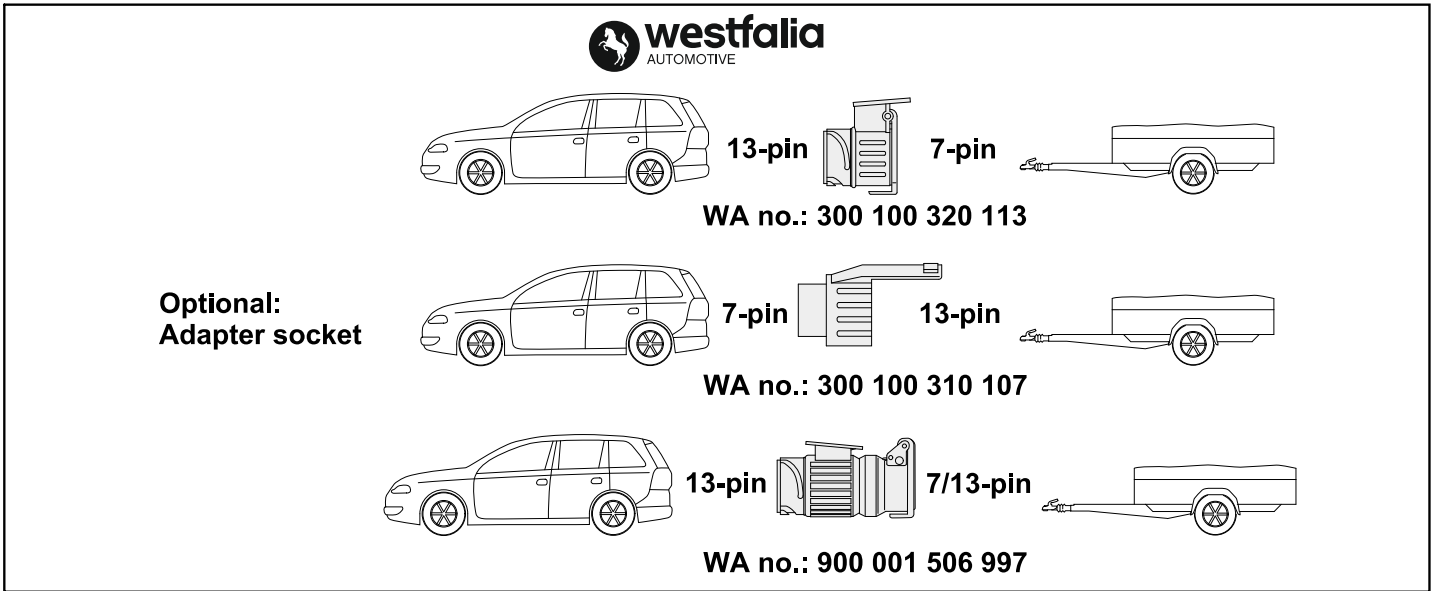 westfalia
AUTOMOTIVE
13-pin 7-pin
WA no.: 300 100 320 113
Optional:
Adapter socket
7-pin 13-pin
WA no.: 300 100 310 107
13-pin 7/13-pin
WA no.: 900 001 506 997